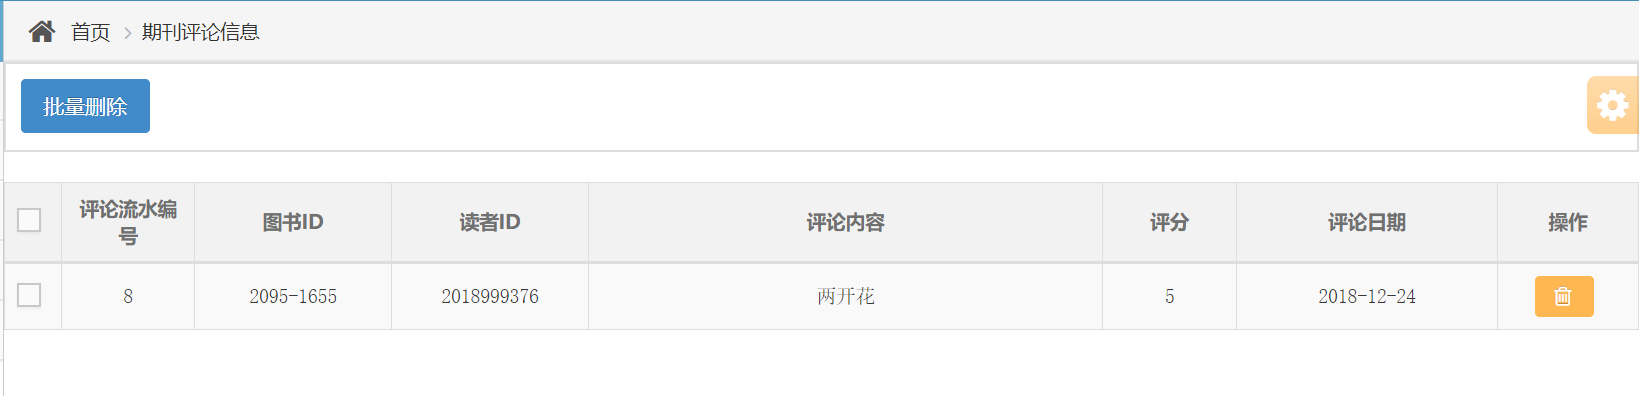 首页 期刊评论信息
批量删除
评论流水编号 图书ID 读者ID 评论内容 评分 评论日期 操作
8 2095-1655 2018999376 两开花 5 2018-12-24